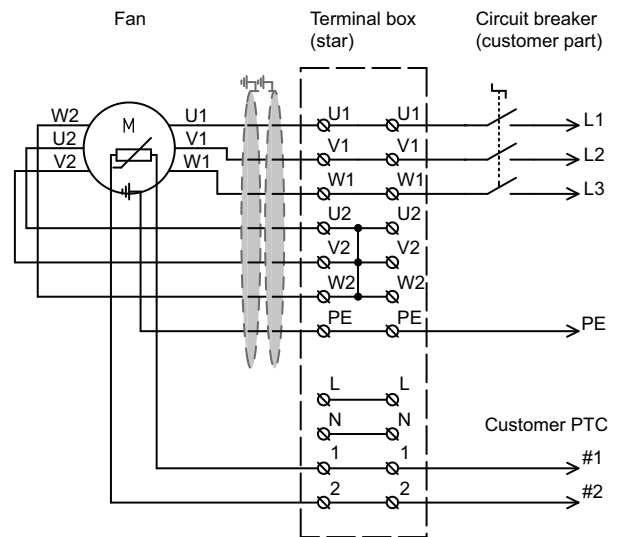 Fan Terminal box Circuit breaker
(star) (customer part)
W2 U1 U1 U1 L1
M
U2 V1 V1 V1 L2
V2 W1 W1 W1 L3
U2 U2
V2 V2
W2 W2
PE PE PE
L L
N N Customer PTC
1 1 #1
2 2 #2